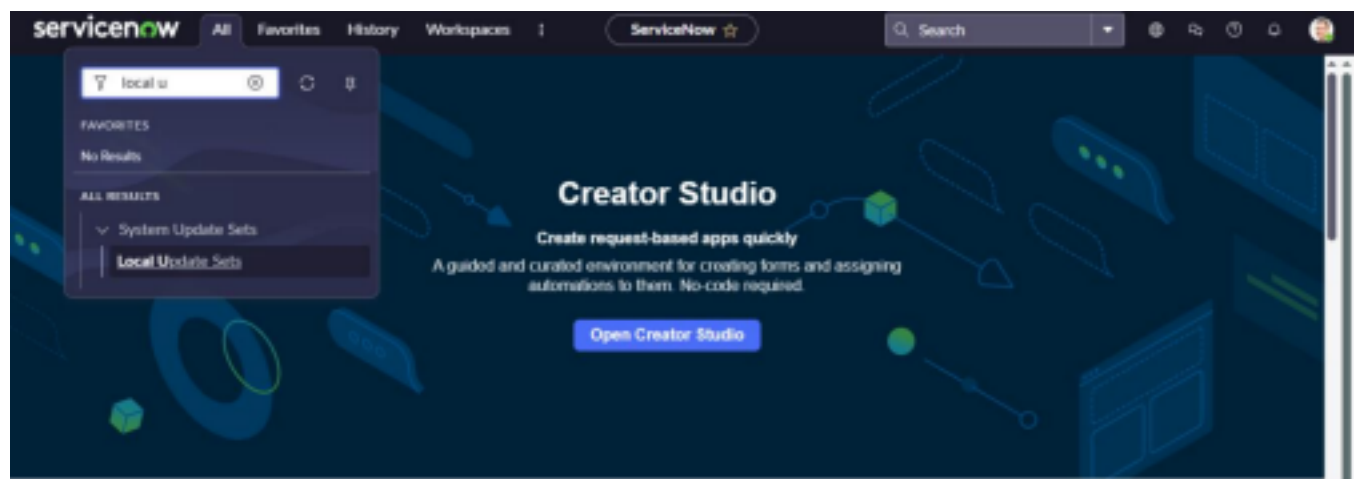 servicenow All Favorites History Workspaces ServiceNow Search
local u
FAVORITES
No Results
ALL RESULTS
System Update Sets
Local Update Sets
Creator Studio
Create request-based apps quickly
A guided and curated environment for creating forms and assigning
automations to them. No-code required.
Open Creator Studio